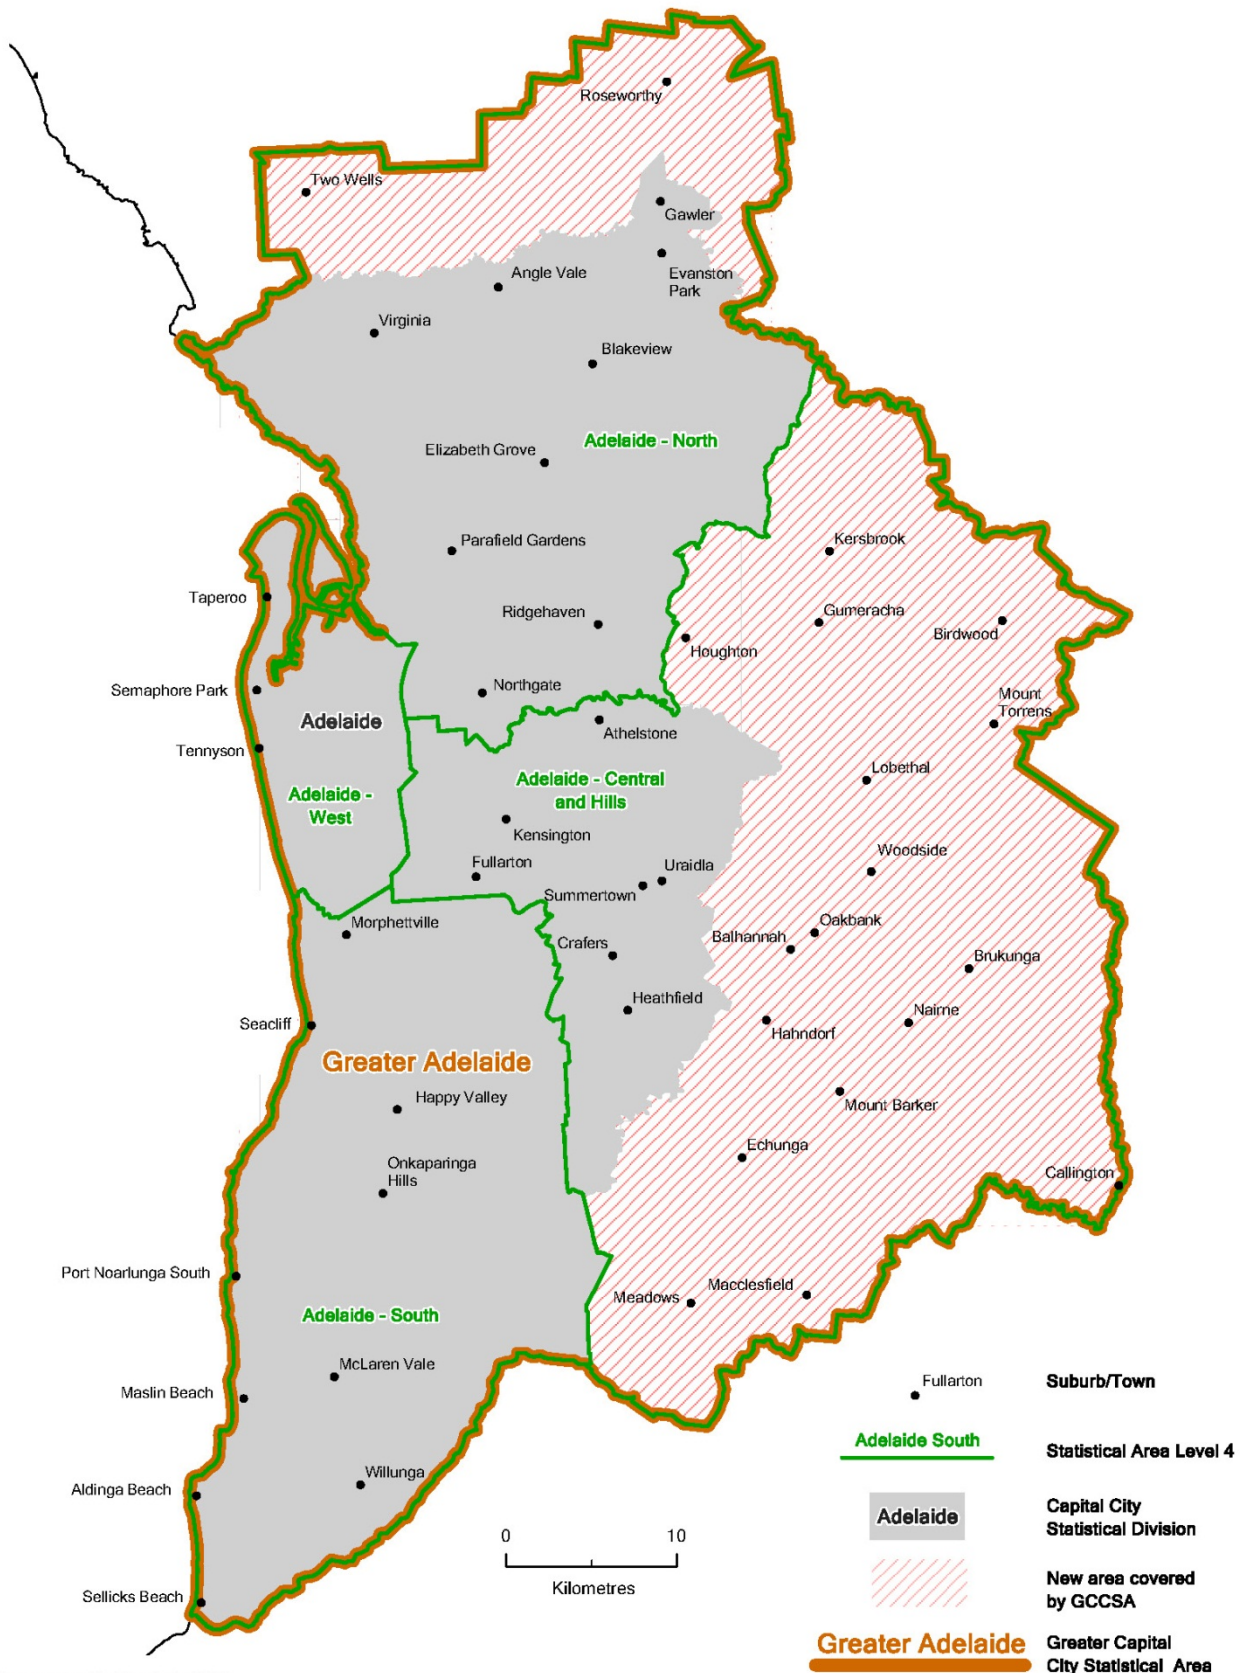 Roseworthy
Two Wells
Gawler
Evanston
Park
Angle Vale
Virginia
Blakeview
Adelaide - North
Elizabeth Grove
Parafield Gardens
Kersbrook
Taperoo
Ridgehaven
Gumeracha
Birdwood
Houghton
Semaphore Park
Northgate
Mount
Torrens
Adelaide
Athelstone
Tennyson
Lobethal
Adelaide - Central
and Hills
Adelaide -
West
Kensington
Woodside
Fullarton
Uraidla
Summertown
Morphettville
Oakbank
Balhannah
Crafers
Brukunga
Heathfield
Nairne
Seacliff
Hahndorf
Greater Adelaide
Happy Valley
Mount Barker
Echunga
Onkaparinga
Hills
Callington
Port Noarlunga South
Macclesfield
Meadows
Adelaide - South
McLaren Vale
Maslin Beach
Willunga
Aldinga Beach
Sellicks Beach
0 10
Kilometres
Fullarton Suburb/Town
Adelaide South
Statistical Area Level 4
Adelaide
Capital City
Statistical Division
New area covered
by GCCSA
Greater Adelaide
Greater Capital
City Statistical Area